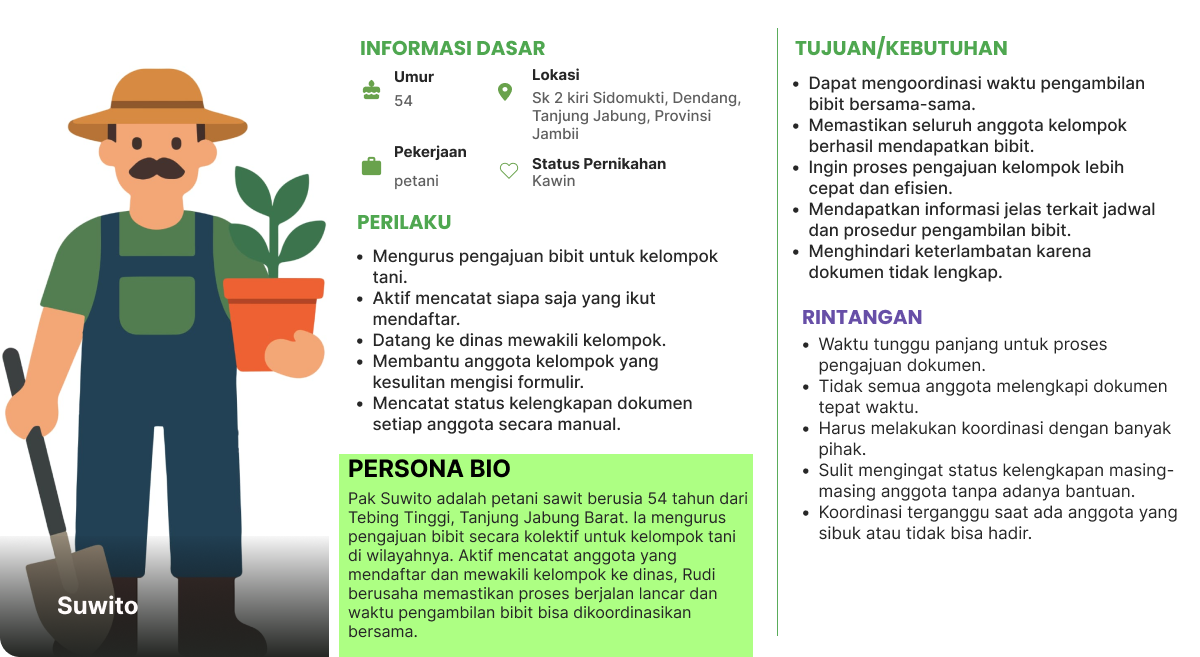 Suwito
INFORMASI DASAR
Umur
54
Lokasi
Sk 2 kiri Sidomukti, Dendang,
Tanjung Jabung, Provinsi
Jambii
Pekerjaan
petani
Status Pernikahan
Kawin
PERILAKU
• Mengurus pengajuan bibit untuk kelompok
tani.
• Aktif mencatat siapa saja yang ikut
mendaftar.
• Datang ke dinas mewakili kelompok.
• Membantu anggota kelompok yang
kesulitan mengisi formulir.
• Mencatat status kelengkapan dokumen
setiap anggota secara manual.
PERSONA BIO
Pak Suwito adalah petani sawit berusia 54 tahun dari
Tebing Tinggi, Tanjung Jabung Barat. Ia mengurus
pengajuan bibit secara kolektif untuk kelompok tani
di wilayahnya. Aktif mencatat anggota yang
mendaftar dan mewakili kelompok ke dinas, Rudi
berusaha memastikan proses berjalan lancar dan
waktu pengambilan bibit bisa dikoordinasikan
bersama.
TUJUAN/KEBUTUHAN
• Dapat mengoordinasi waktu pengambilan
bibit bersama-sama.
• Memastikan seluruh anggota kelompok
berhasil mendapatkan bibit.
• Ingin proses pengajuan kelompok lebih
cepat dan efisien.
• Mendapatkan informasi jelas terkait jadwal
dan prosedur pengambilan bibit.
• Menghindari keterlambatan karena
dokumen tidak lengkap.
RINTANGAN
• Waktu tunggu panjang untuk proses
pengajuan dokumen.
• Tidak semua anggota melengkapi dokumen
tepat waktu.
• Harus melakukan koordinasi dengan banyak
pihak.
• Sulit mengingat status kelengkapan masing-
masing anggota tanpa adanya bantuan.
• Koordinasi terganggu saat ada anggota yang
sibuk atau tidak bisa hadir.